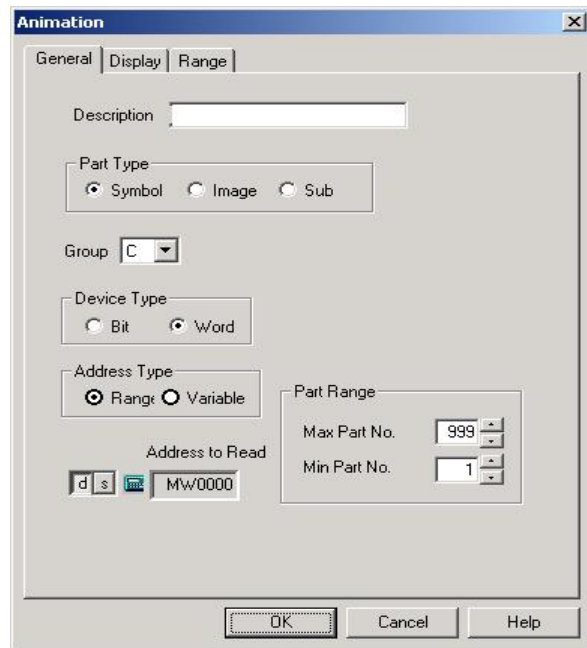 Animation
General Display Range
Description
Part Type
Symbol Image Sub
Group C
Device Type
Bit Word
Address Type
Range Variable
Part Range
Max Part No. 999
Min Part No. 1
Address to Read
d s MW0000
OK Cancel Help